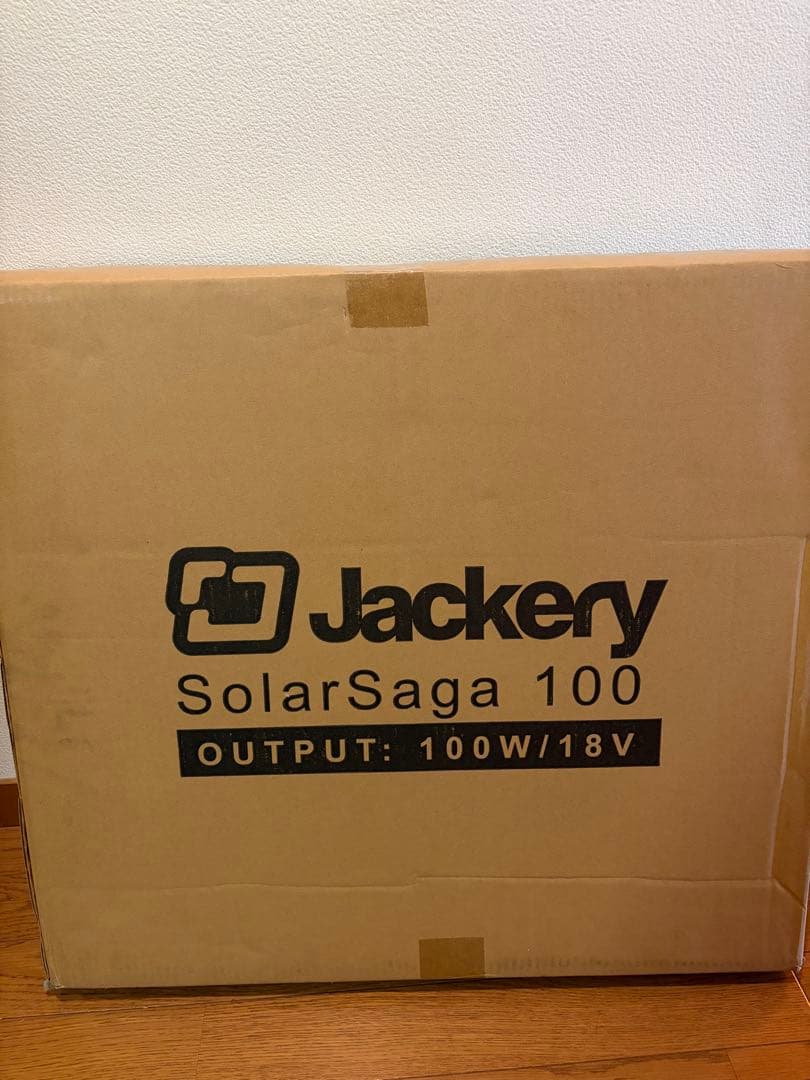 Jackery
SolarSaga 100
OUTPUT: 100W/18V